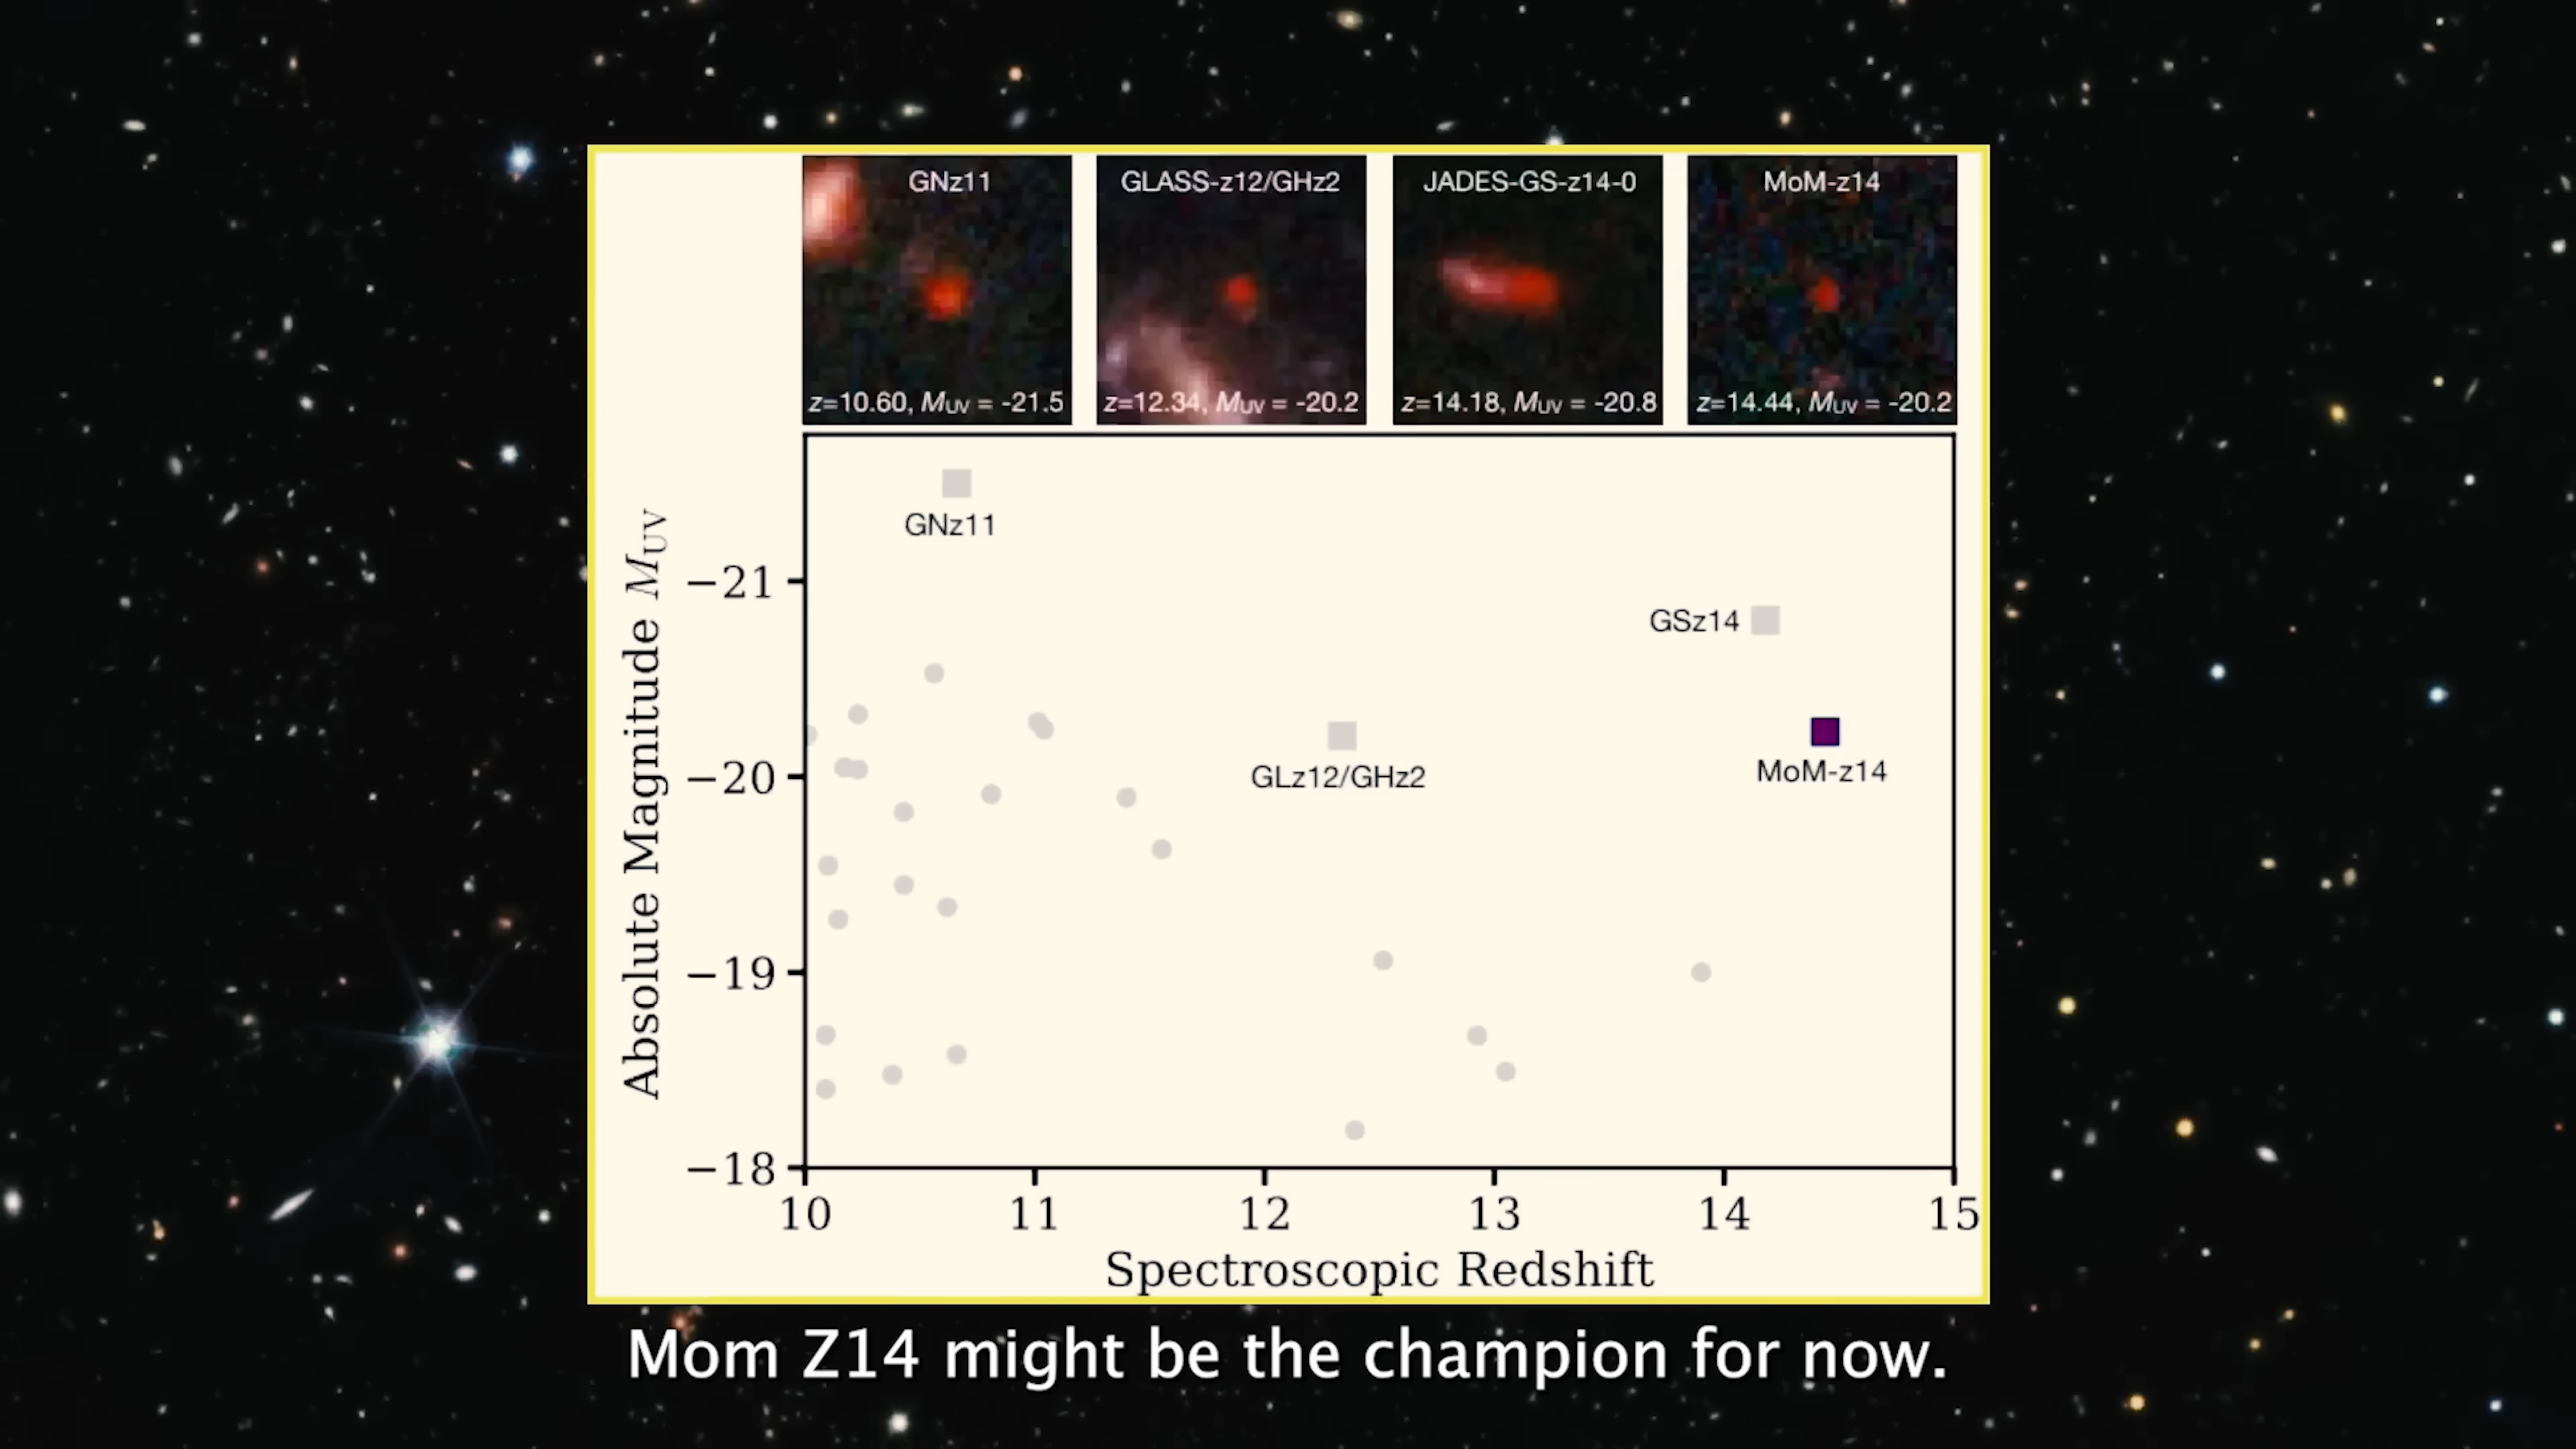 GNz11
GLASS-z12/GHz2
JADES-GS-z14-0
MoM-z14
z=10.60, MUV = -21.5
z=12.34, MUV = -20.2
z=14.18, MUV = -20.8
z=14.44, MUV = -20.2
Absolute Magnitude MUV
−21
−20
−19
−18
GNz11
GSz14
GLz12/GHz2
MoM-z14
10 11 12 13 14 15
Spectroscopic Redshift
Mom Z14 might be the champion for now.